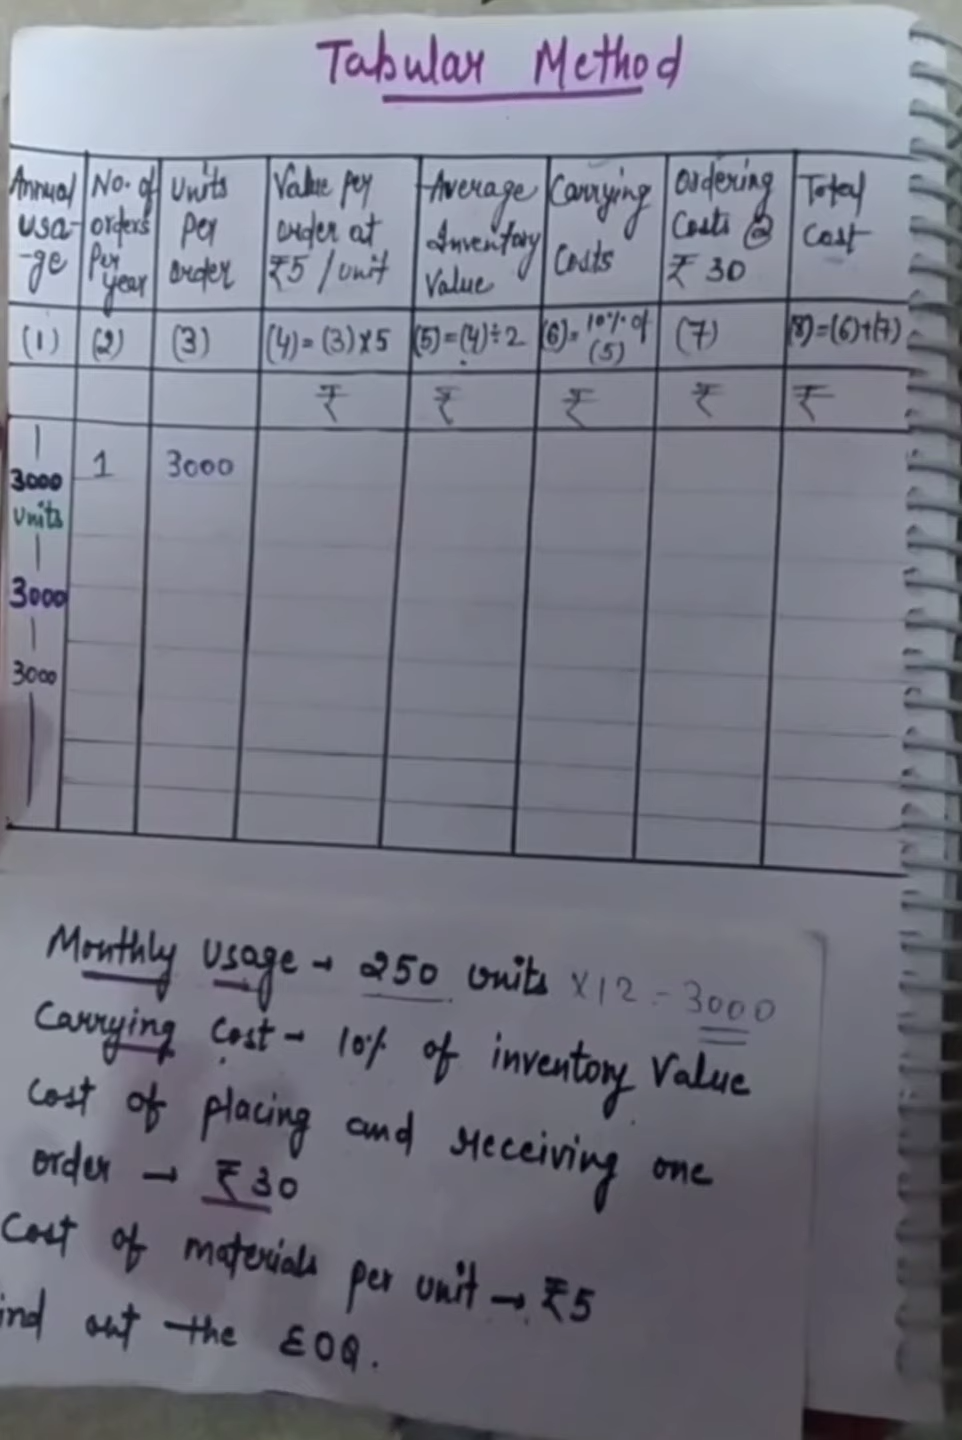 Tabular Method
Annual usa-ge
No. of orders Per year
Units Per order
Value per order at ₹5 / unit
Average Inventory Value
Carrying Costs
Ordering Costs @ ₹ 30
Total Cost
(1) (2) (3) (4)=(3)×5 (5)=(4)÷2 (6)= 10% of (5) (7) (8)=(6)+(7)
₹ ₹ ₹ ₹ ₹
3000 1 3000
units
3000
3000
Monthly Usage → 250 units ×12 = 3000
Carrying Cost - 10% of inventory Value
Cost of placing and receiving one
order → ₹30
Cost of materials per unit → ₹5
ind out the EOQ.